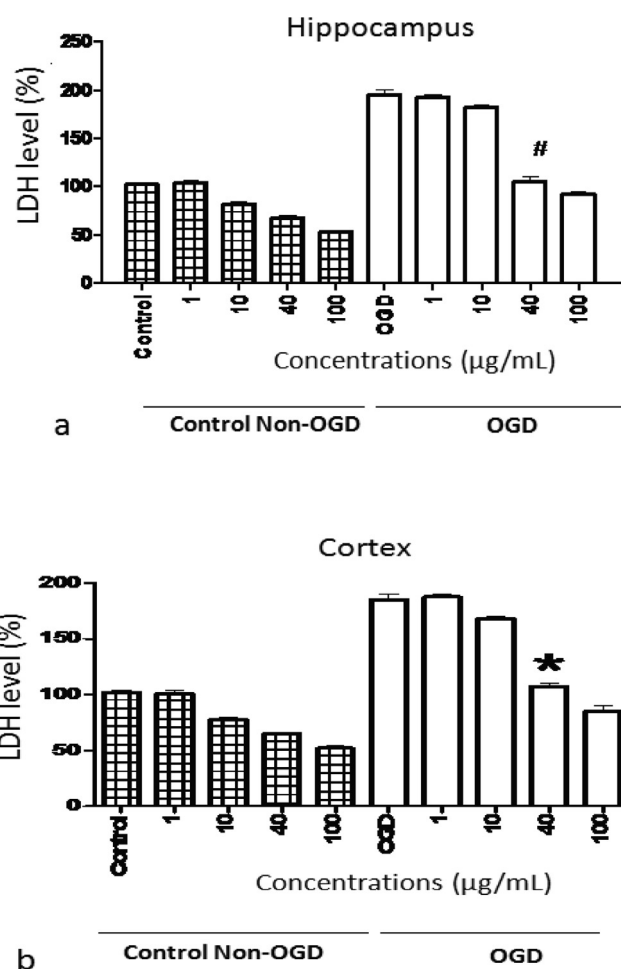 Hippocampus
LDH level (%)
250
200
150
100
50
0
Control 1 10 40 100 OGD 1 10 40 100
#
Concentrations (µg/mL)
a
Control Non-OGD OGD
Cortex
LDH level (%)
200
150
100
50
0
Control 1 10 40 100 OGD 1 10 40 100
*
Concentrations (µg/mL)
b
Control Non-OGD OGD